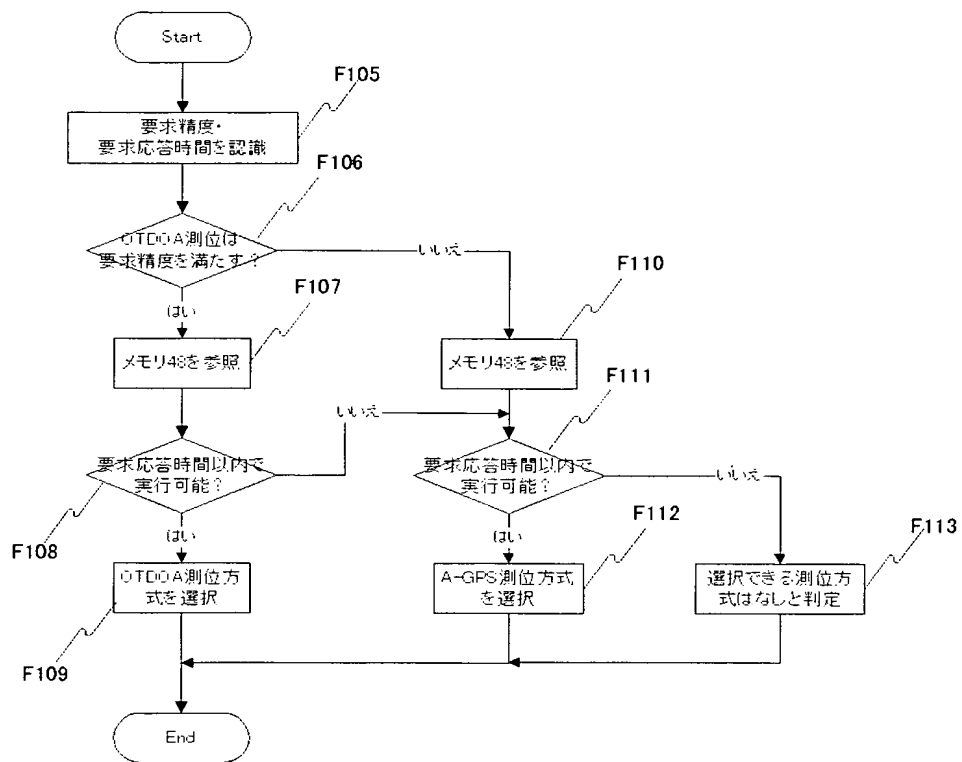 Start
F105
要求精度・
要求応答時間を認識
F106
OTDOA測位は
要求精度を満たす？
いいえ
はい
F107
メモリ48を参照
F110
メモリ48を参照
いいえ
F111
要求応答時間以内で
実行可能？
F108
はい
要求応答時間以内で
実行可能？
いいえ
はい
F112
F113
OTDOA測位方
式を選択
F109
A-GPS測位方式
を選択
選択できる測位方
式はなしと判定
End